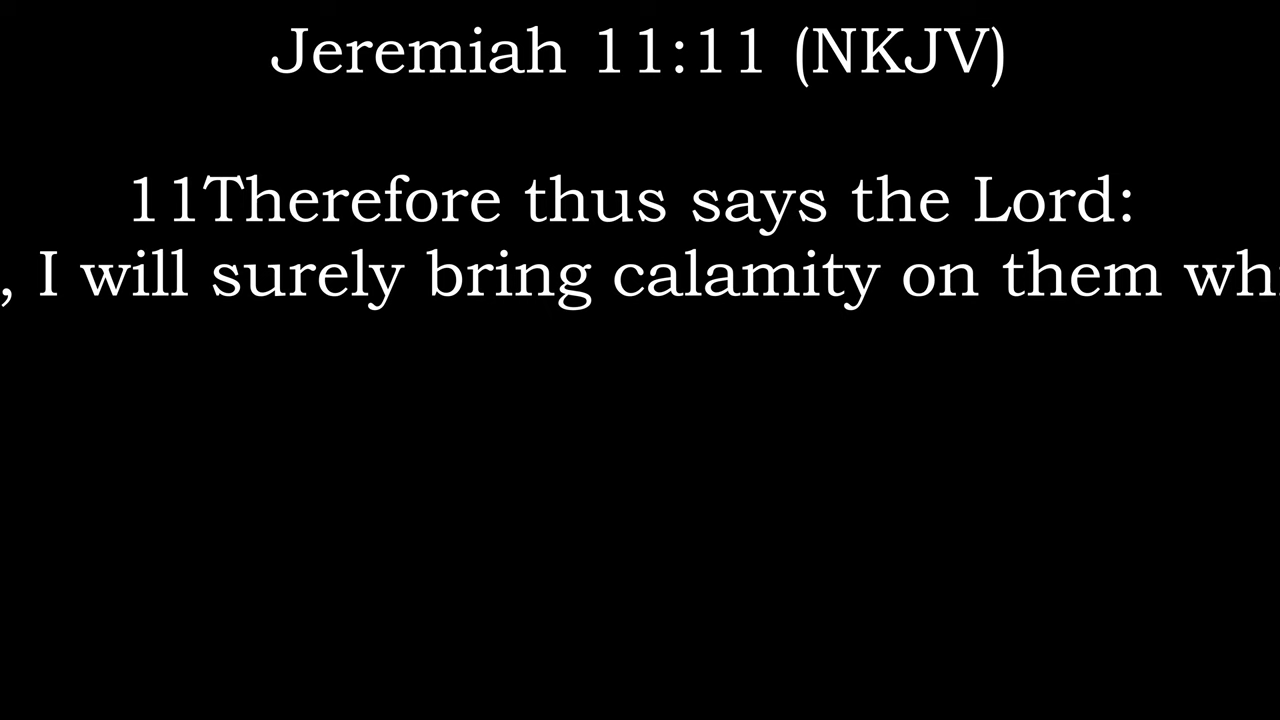 Jeremiah 11:11 (NKJV)
11Therefore thus says the Lord:
, I will surely bring calamity on them